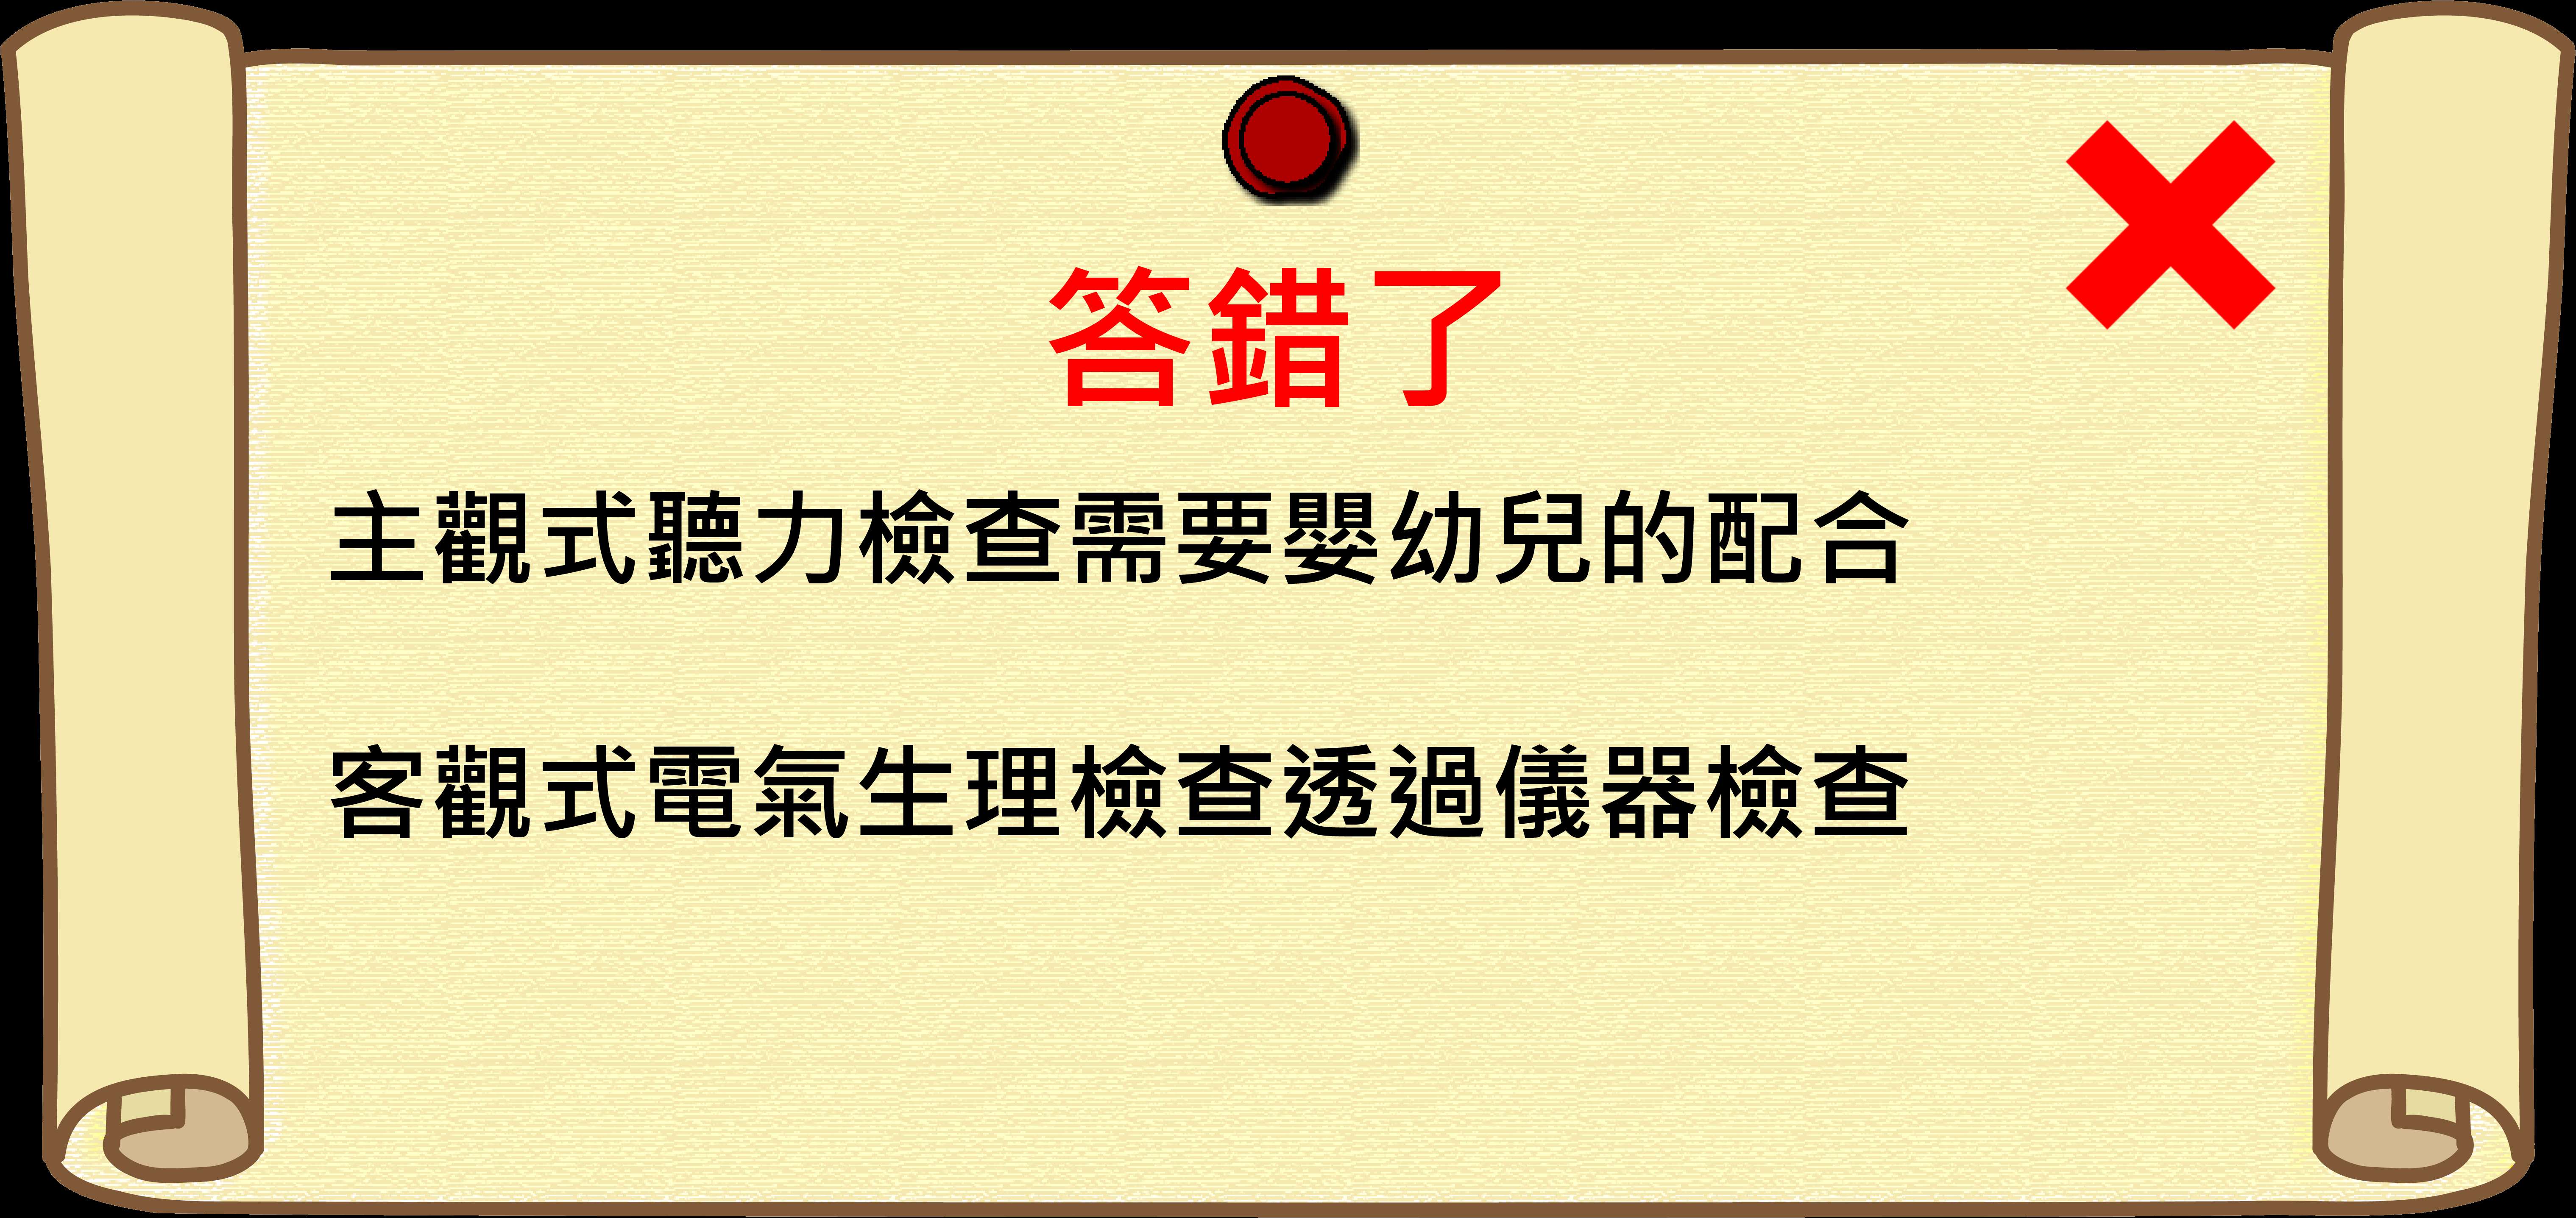 答錯了
主觀式聽力檢查需要嬰幼兒的配合
客觀式電氣生理檢查透過儀器檢查